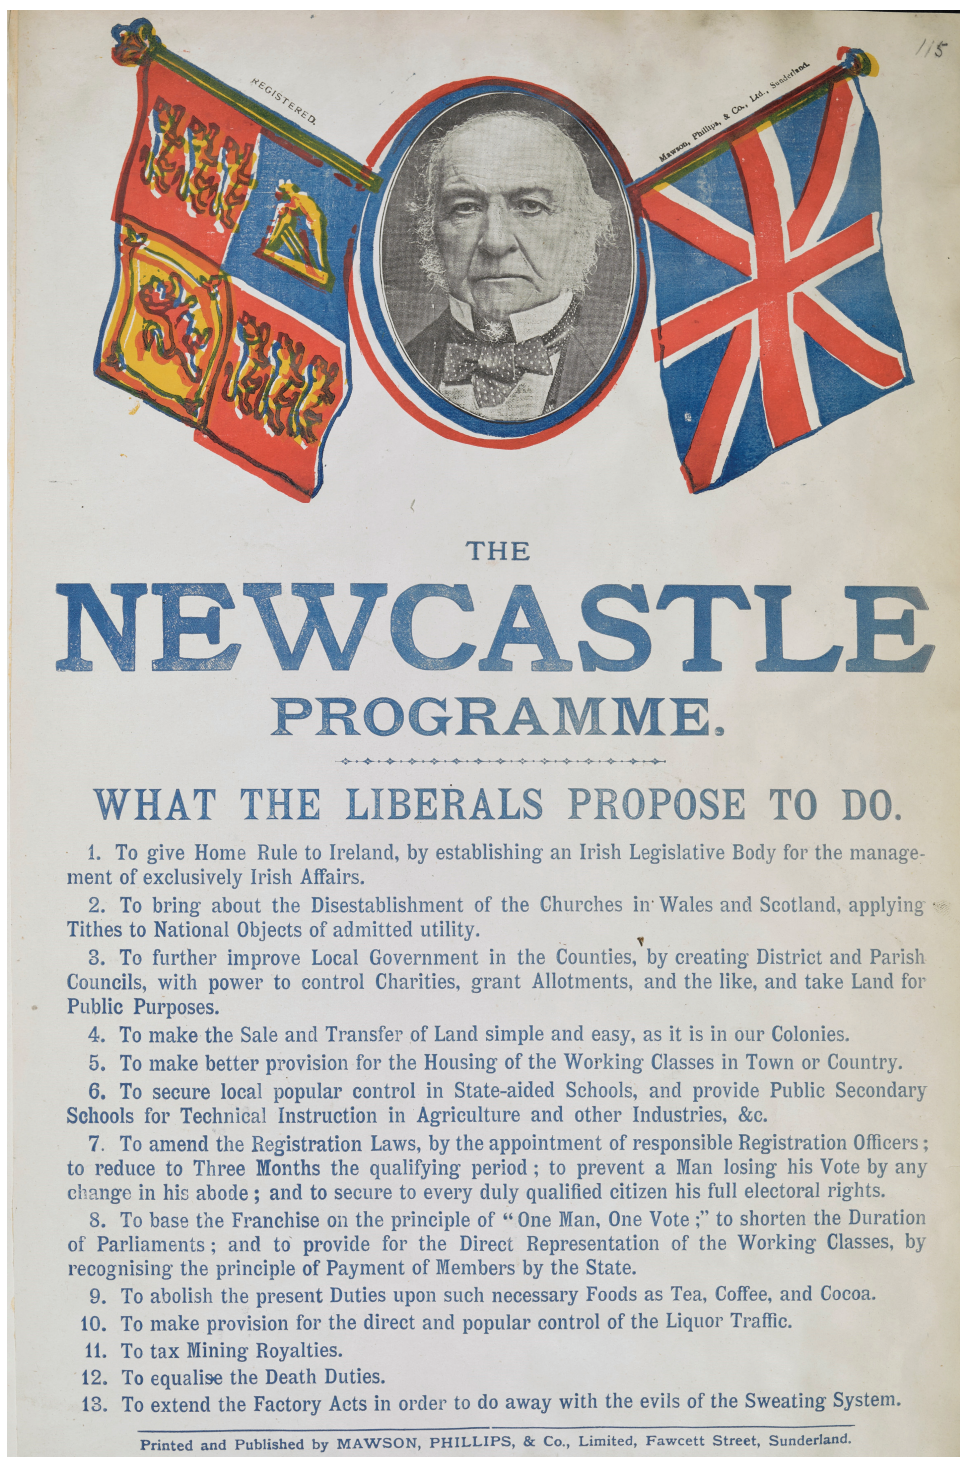 115
REGISTERED.
Mawson, Phillips, & Co., Ltd., Sunderland.
THE
NEWCASTLE
PROGRAMME.
WHAT THE LIBERALS PROPOSE TO DO.
1. To give Home Rule to Ireland, by establishing an Irish Legislative Body for the manage-
ment of exclusively Irish Affairs.
2. To bring about the Disestablishment of the Churches in Wales and Scotland, applying
Tithes to National Objects of admitted utility.
3. To further improve Local Government in the Counties, by creating District and Parish
Councils, with power to control Charities, grant Allotments, and the like, and take Land for
Public Purposes.
4. To make the Sale and Transfer of Land simple and easy, as it is in our Colonies.
5. To make better provision for the Housing of the Working Classes in Town or Country.
6. To secure local popular control in State-aided Schools, and provide Public Secondary
Schools for Technical Instruction in Agriculture and other Industries, &c.
7. To amend the Registration Laws, by the appointment of responsible Registration Officers;
to reduce to Three Months the qualifying period; to prevent a Man losing his Vote by any
change in his abode; and to secure to every duly qualified citizen his full electoral rights.
8. To base the Franchise on the principle of "One Man, One Vote;" to shorten the Duration
of Parliaments; and to provide for the Direct Representation of the Working Classes, by
recognising the principle of Payment of Members by the State.
9. To abolish the present Duties upon such necessary Foods as Tea, Coffee, and Cocoa.
10. To make provision for the direct and popular control of the Liquor Traffic.
11. To tax Mining Royalties.
12. To equalise the Death Duties.
13. To extend the Factory Acts in order to do away with the evils of the Sweating System.
Printed and Published by MAWSON, PHILLIPS, & Co., Limited, Fawcett Street, Sunderland.